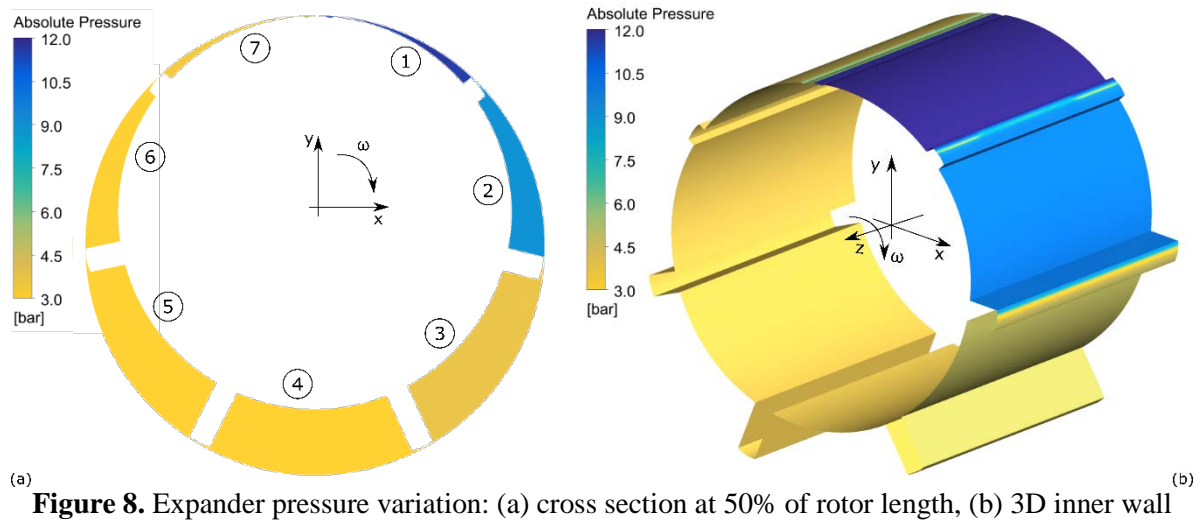 Absolute Pressure
12.0
10.5
9.0
7.5
6.0
4.5
3.0
[bar]
7
1
6
2
y
ω
x
5
3
4
(a)
Absolute Pressure
12.0
10.5
9.0
7.5
6.0
4.5
3.0
[bar]
y
z
ω
x
(b)
Figure 8. Expander pressure variation: (a) cross section at 50% of rotor length, (b) 3D inner wall